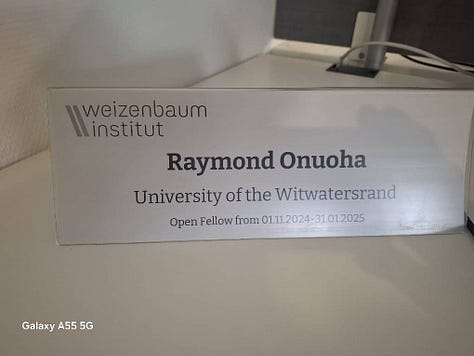 weizenbaum
institut
Raymond Onuoha
University of the Witwatersrand
Open Fellow from 01.11.2024-31.01.2025
Galaxy A55 5G